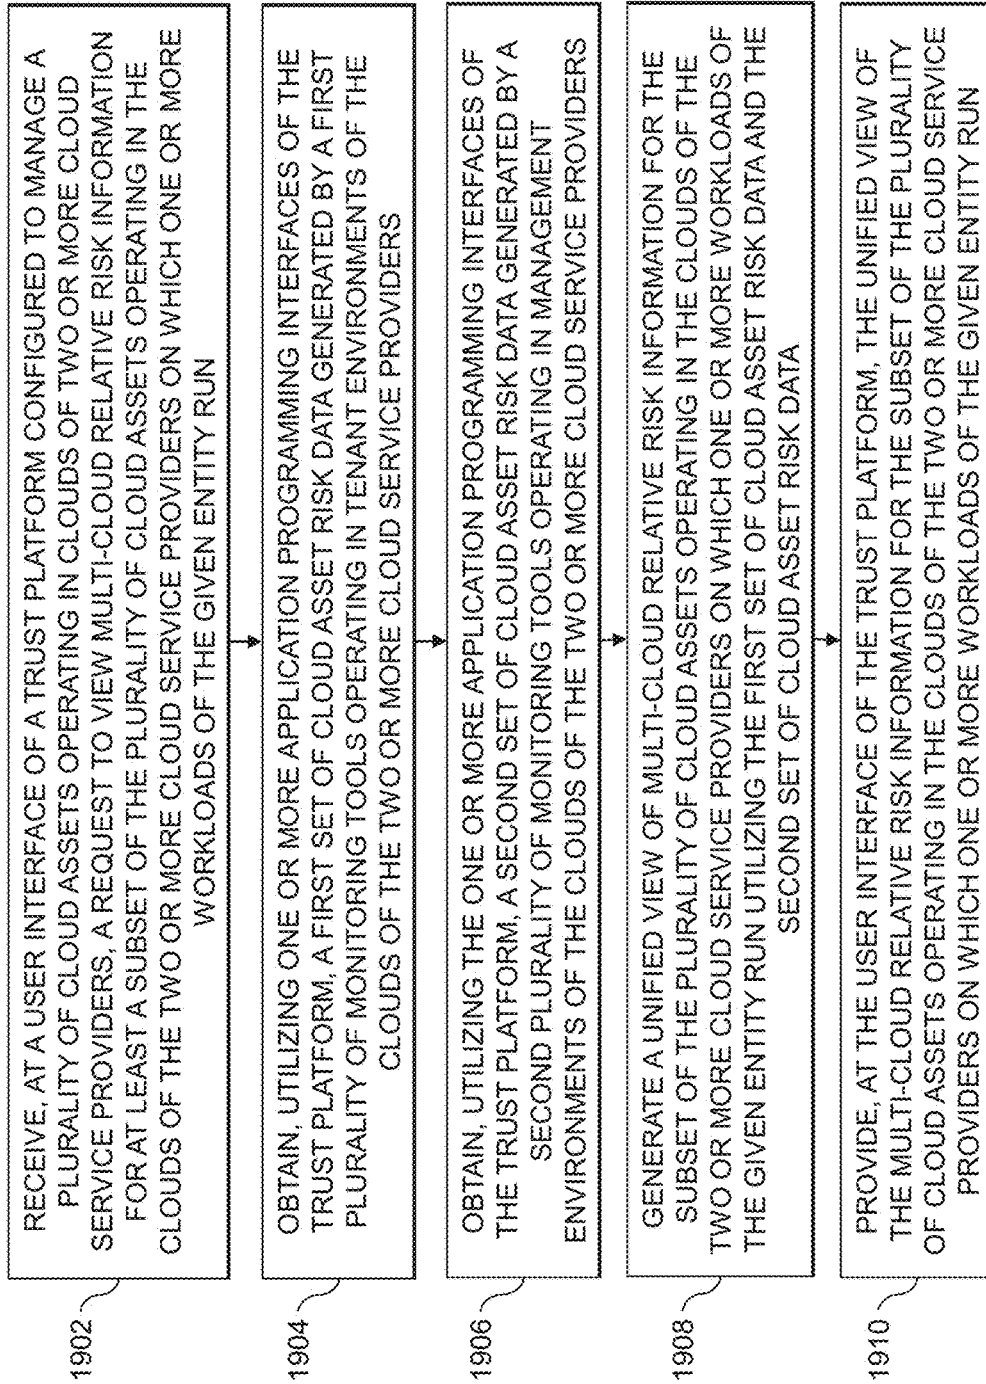 1902
RECEIVE, AT A USER INTERFACE OF A TRUST PLATFORM CONFIGURED TO MANAGE A
PLURALITY OF CLOUD ASSETS OPERATING IN CLOUDS OF TWO OR MORE CLOUD
SERVICE PROVIDERS, A REQUEST TO VIEW MULTI-CLOUD RELATIVE RISK INFORMATION
FOR AT LEAST A SUBSET OF THE PLURALITY OF CLOUD ASSETS OPERATING IN THE
CLOUDS OF THE TWO OR MORE CLOUD SERVICE PROVIDERS ON WHICH ONE OR MORE
WORKLOADS OF THE GIVEN ENTITY RUN
1904
OBTAIN, UTILIZING ONE OR MORE APPLICATION PROGRAMMING INTERFACES OF THE
TRUST PLATFORM, A FIRST SET OF CLOUD ASSET RISK DATA GENERATED BY A FIRST
PLURALITY OF MONITORING TOOLS OPERATING IN TENANT ENVIRONMENTS OF THE
CLOUDS OF THE TWO OR MORE CLOUD SERVICE PROVIDERS
1906
OBTAIN, UTILIZING THE ONE OR MORE APPLICATION PROGRAMMING INTERFACES OF
THE TRUST PLATFORM, A SECOND SET OF CLOUD ASSET RISK DATA GENERATED BY A
SECOND PLURALITY OF MONITORING TOOLS OPERATING IN MANAGEMENT
ENVIRONMENTS OF THE CLOUDS OF THE TWO OR MORE CLOUD SERVICE PROVIDERS
1908
GENERATE A UNIFIED VIEW OF MULTI-CLOUD RELATIVE RISK INFORMATION FOR THE
SUBSET OF THE PLURALITY OF CLOUD ASSETS OPERATING IN THE CLOUDS OF THE
TWO OR MORE CLOUD SERVICE PROVIDERS ON WHICH ONE OR MORE WORKLOADS OF
THE GIVEN ENTITY RUN UTILIZING THE FIRST SET OF CLOUD ASSET RISK DATA AND THE
SECOND SET OF CLOUD ASSET RISK DATA
1910
PROVIDE, AT THE USER INTERFACE OF THE TRUST PLATFORM, THE UNIFIED VIEW OF
THE MULTI-CLOUD RELATIVE RISK INFORMATION FOR THE SUBSET OF THE PLURALITY
OF CLOUD ASSETS OPERATING IN THE CLOUDS OF THE TWO OR MORE CLOUD SERVICE
PROVIDERS ON WHICH ONE OR MORE WORKLOADS OF THE GIVEN ENTITY RUN